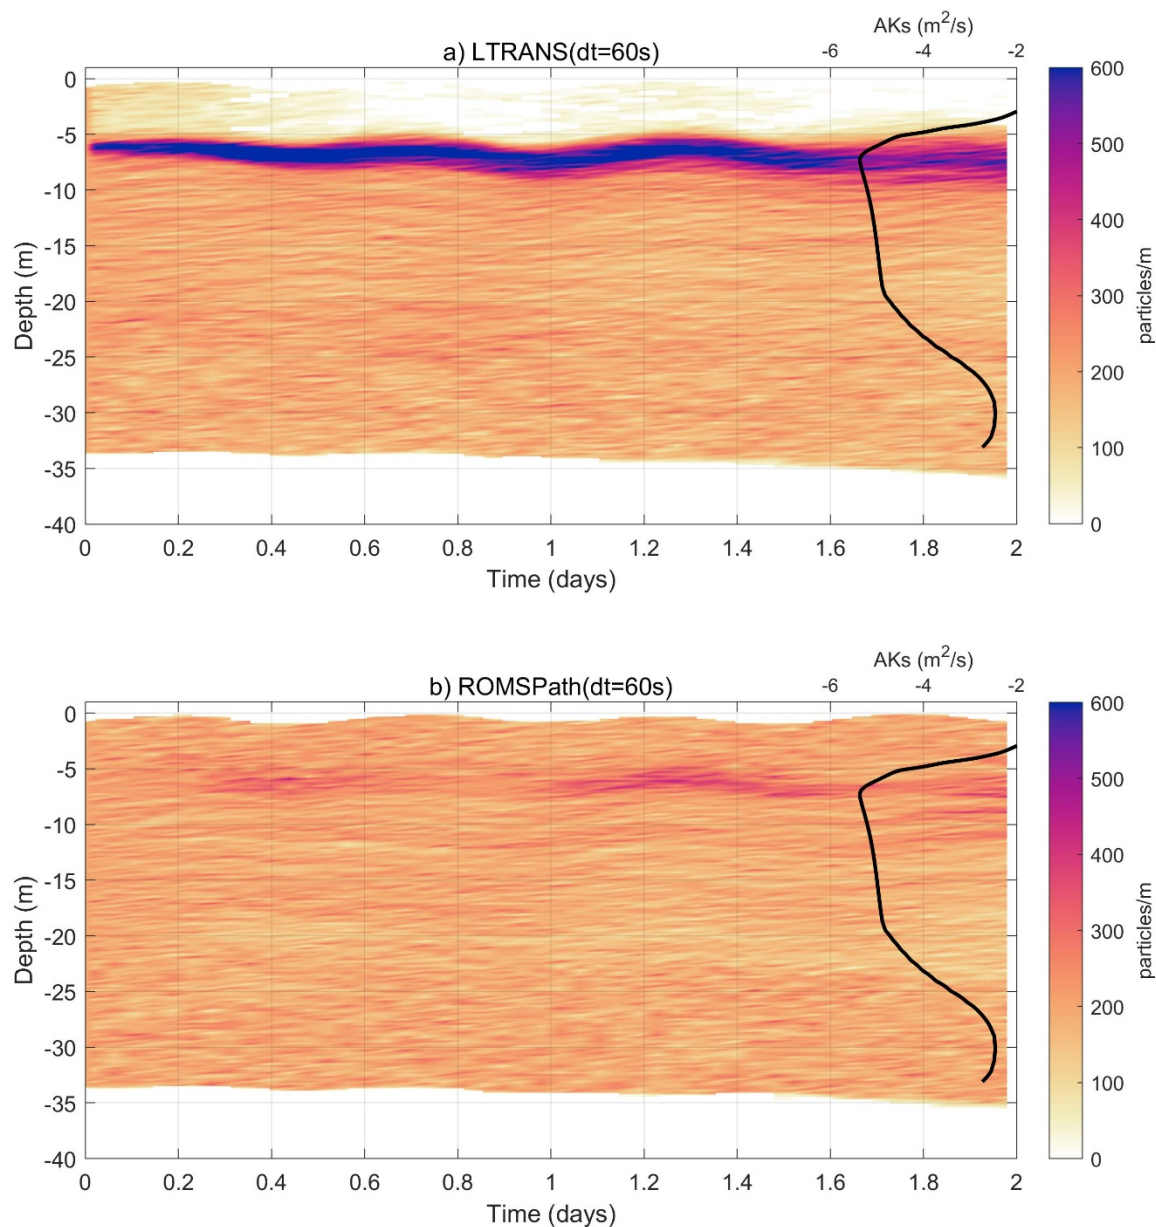 AKs (m²/s)
a) LTRANS(dt=60s)
-6 -4 -2
0
-5
-10
-15
-20
-25
-30
-35
-40
Depth (m)
0 0.2 0.4 0.6 0.8 1 1.2 1.4 1.6 1.8 2
Time (days)
600
500
400
300
200
100
0
particles/m
AKs (m²/s)
b) ROMSPath(dt=60s)
-6 -4 -2
0
-5
-10
-15
-20
-25
-30
-35
-40
Depth (m)
0 0.2 0.4 0.6 0.8 1 1.2 1.4 1.6 1.8 2
Time (days)
600
500
400
300
200
100
0
particles/m